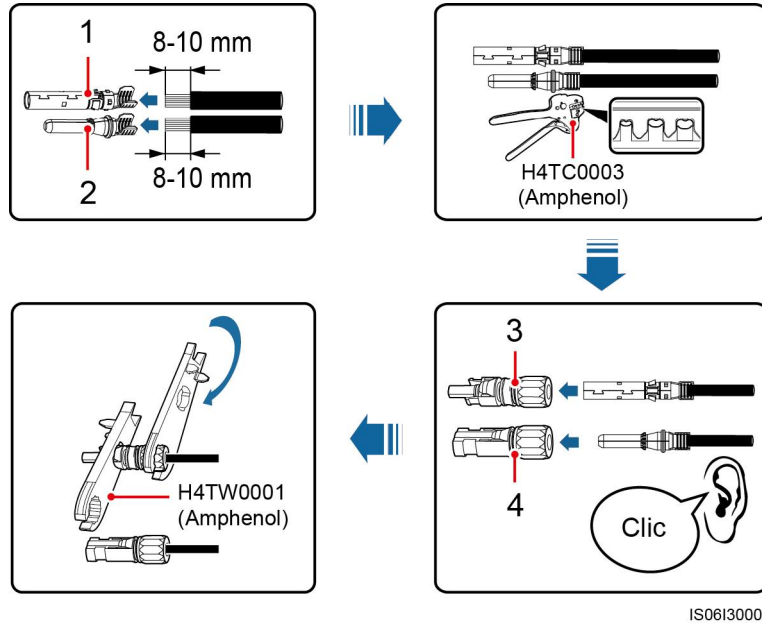 1
8-10 mm
2
8-10 mm
H4TC0003
(Amphenol)
3
4
Clic
H4TW0001
(Amphenol)
IS06I3000